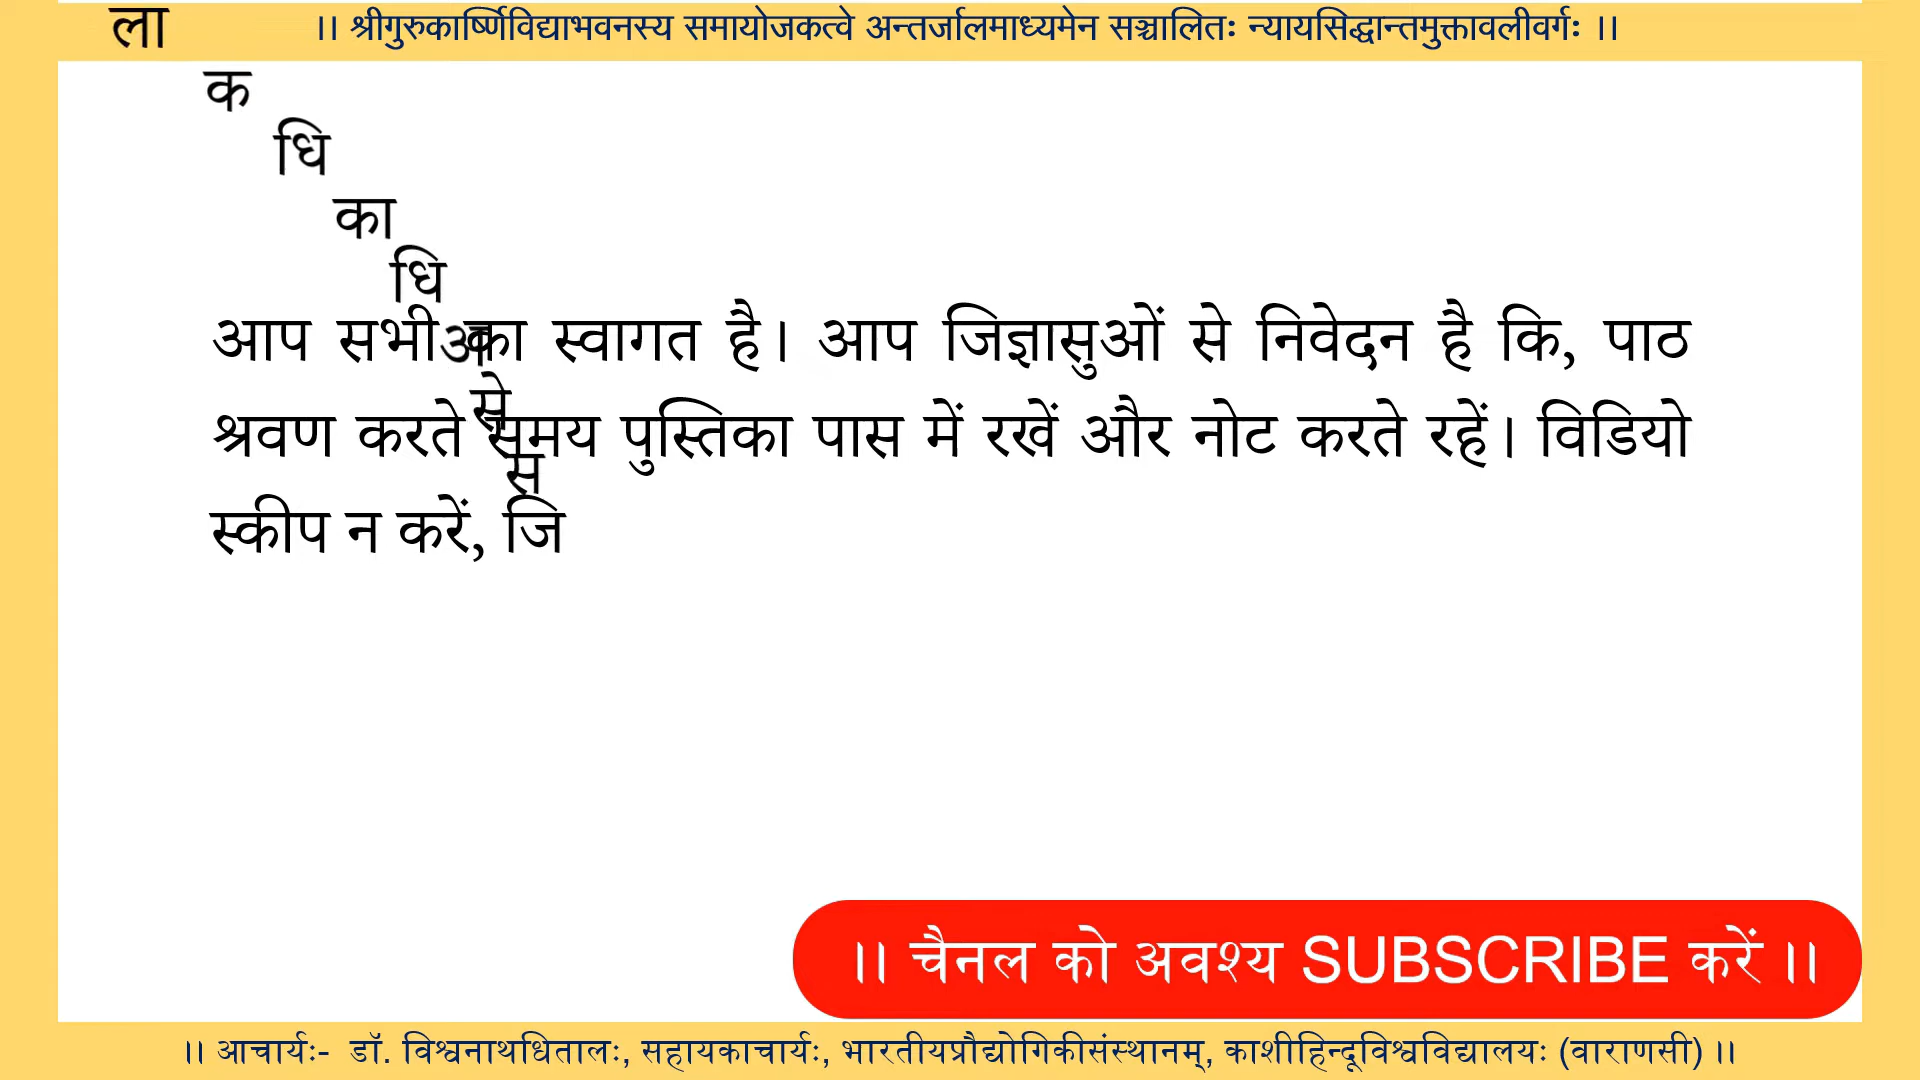 ।। श्रीगुरुकार्ष्णिविद्याभवनस्य समायोजकत्वे अन्तर्जालमाध्यमेन सञ्चालितः न्यायसिद्धान्तमुक्तावलीवर्गः ।।
ला
क
धि
का
धि
अ
से
स
आप सभी का स्वागत है। आप जिज्ञासुओं से निवेदन है कि, पाठ
श्रवण करते समय पुस्तिका पास में रखें और नोट करते रहें। विडियो
स्कीप न करें, जि
।। चैनल को अवश्य SUBSCRIBE करें ।।
।। आचार्यः- डॉ. विश्वनाथधितालः, सहायकाचार्यः, भारतीयप्रौद्योगिकीसंस्थानम्, काशीहिन्दूविश्वविद्यालयः (वाराणसी) ।।